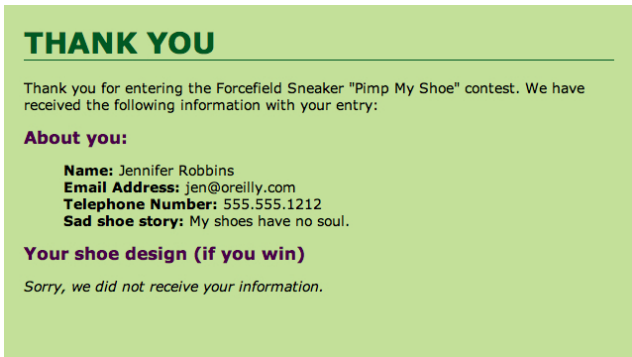 THANK YOU
Thank you for entering the Forcefield Sneaker "Pimp My Shoe" contest. We have
received the following information with your entry:
About you:
Name: Jennifer Robbins
Email Address: jen@oreilly.com
Telephone Number: 555.555.1212
Sad shoe story: My shoes have no soul.
Your shoe design (if you win)
Sorry, we did not receive your information.